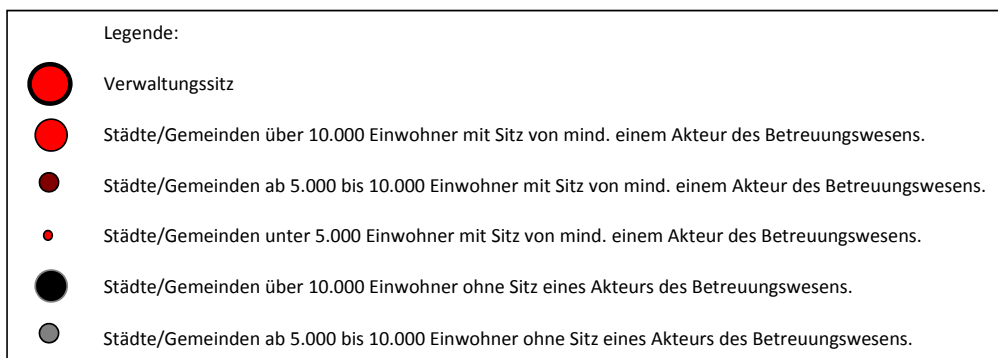 Legende:
Verwaltungssitz
Städte/Gemeinden über 10.000 Einwohner mit Sitz von mind. einem Akteur des Betreuungswesens.
Städte/Gemeinden ab 5.000 bis 10.000 Einwohner mit Sitz von mind. einem Akteur des Betreuungswesens.
Städte/Gemeinden unter 5.000 Einwohner mit Sitz von mind. einem Akteur des Betreuungswesens.
Städte/Gemeinden über 10.000 Einwohner ohne Sitz eines Akteurs des Betreuungswesens.
Städte/Gemeinden ab 5.000 bis 10.000 Einwohner ohne Sitz eines Akteurs des Betreuungswesens.